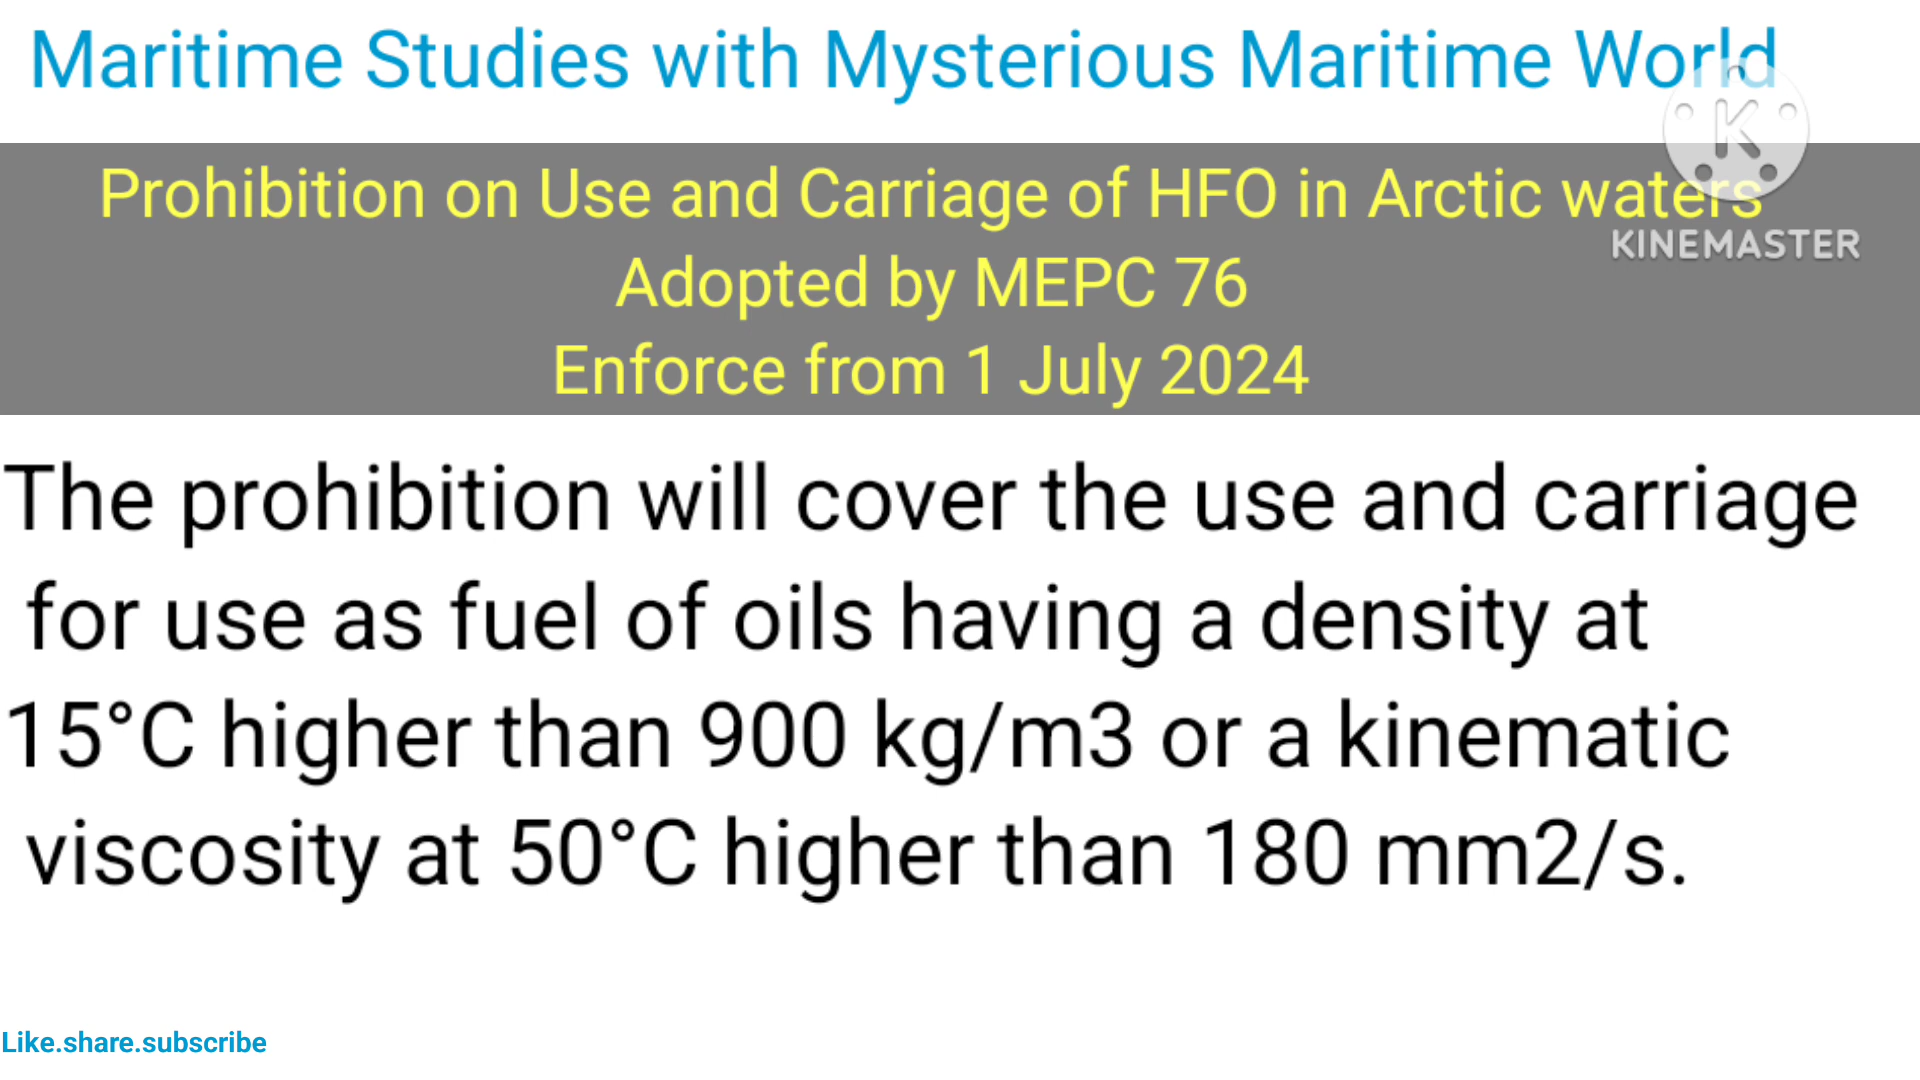 Maritime Studies with Mysterious Maritime World
K
Prohibition on Use and Carriage of HFO in Arctic waters
KINEMASTER
Adopted by MEPC 76
Enforce from 1 July 2024
The prohibition will cover the use and carriage
for use as fuel of oils having a density at
15°C higher than 900 kg/m3 or a kinematic
viscosity at 50°C higher than 180 mm2/s.
Like.share.subscribe